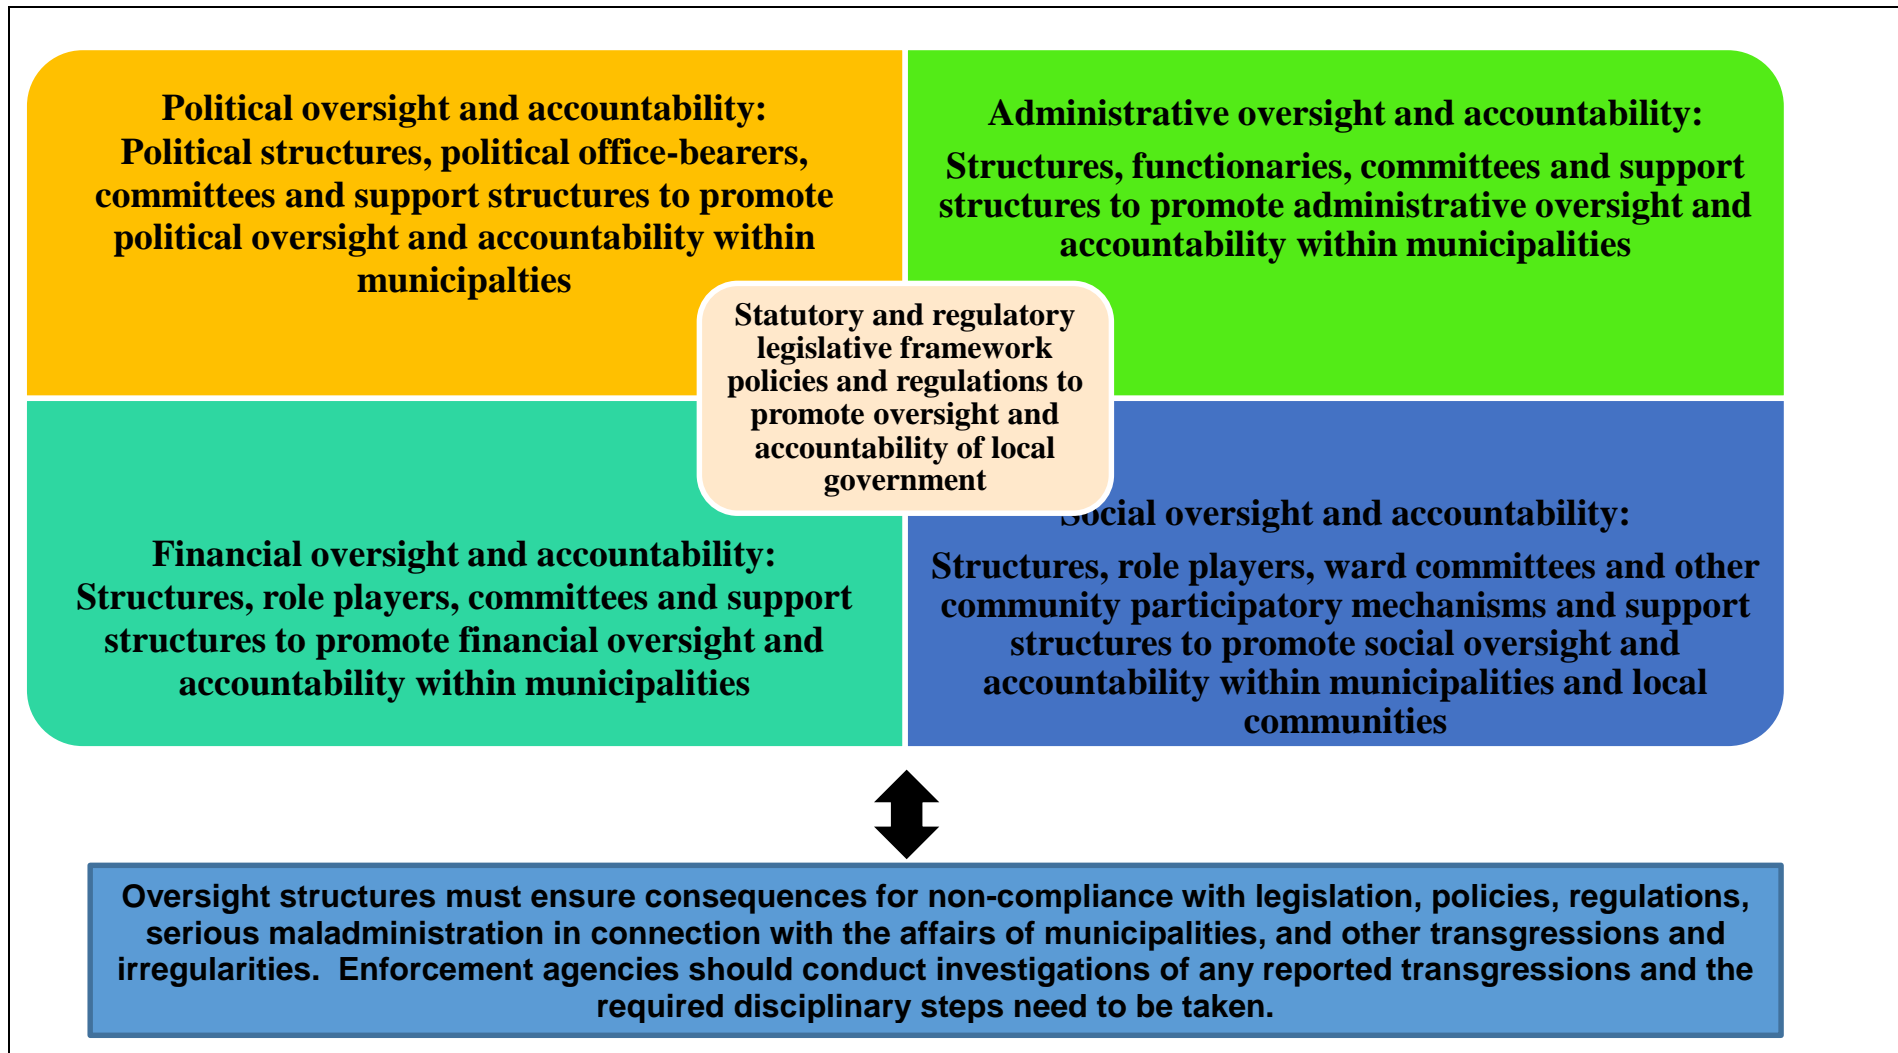 Political oversight and accountability:
Political structures, political office-bearers,
committees and support structures to promote
political oversight and accountability within
municipalties
Administrative oversight and accountability:
Structures, functionaries, committees and support
structures to promote administrative oversight and
accountability within municipalities
Statutory and regulatory
legislative framework
policies and regulations to
promote oversight and
accountability of local
government
Financial oversight and accountability:
Structures, role players, committees and support
structures to promote financial oversight and
accountability within municipalities
Social oversight and accountability:
Structures, role players, ward committees and other
community participatory mechanisms and support
structures to promote social oversight and
accountability within municipalities and local
communities
Oversight structures must ensure consequences for non-compliance with legislation, policies, regulations,
serious maladministration in connection with the affairs of municipalities, and other transgressions and
irregularities.  Enforcement agencies should conduct investigations of any reported transgressions and the
required disciplinary steps need to be taken.